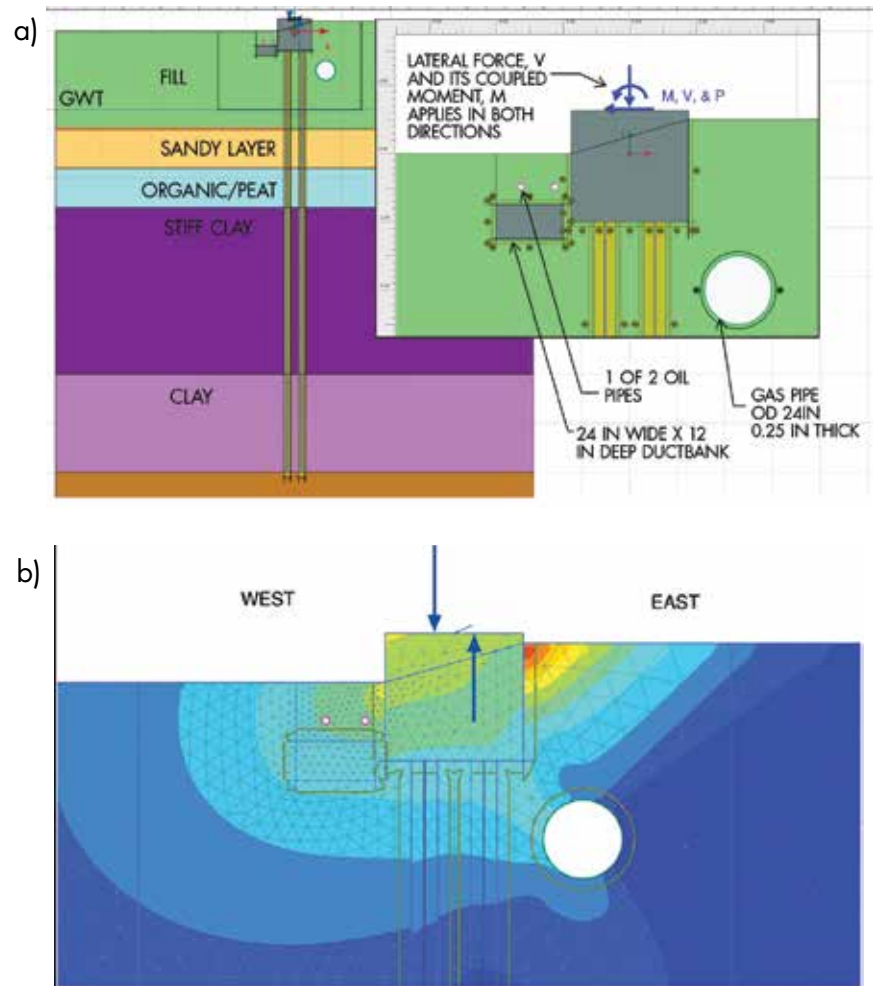 a)
FILL
GWT
SANDY LAYER
ORGANIC/PEAT
STIFF CLAY
CLAY
LATERAL FORCE, V
AND ITS COUPLED
MOMENT, M
APPLIES IN BOTH
DIRECTIONS
M, V, & P
1 OF 2 OIL
PIPES
24 IN WIDE X 12
IN DEEP DUCTBANK
GAS PIPE
OD 24IN
0.25 IN THICK
b)
WEST
EAST